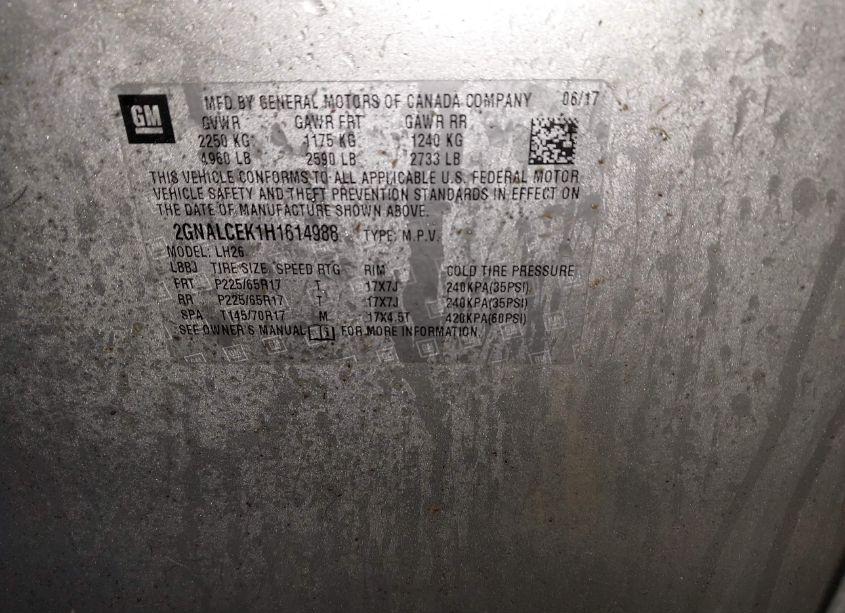 GM
MFD BY GENERAL MOTORS OF CANADA COMPANY 06/17
GVWR GAWR FRT GAWR RR
2250 KG 1175 KG 1240 KG
4960 LB 2590 LB 2733 LB
THIS VEHICLE CONFORMS TO ALL APPLICABLE U.S. FEDERAL MOTOR
VEHICLE SAFETY AND THEFT PREVENTION STANDARDS IN EFFECT ON
THE DATE OF MANUFACTURE SHOWN ABOVE.
2GNALCEK1H1614988 TYPE: M.P.V.
MODEL: LH26
L8BJ TIRE SIZE SPEED RTG RIM COLD TIRE PRESSURE
FRT P225/65R17 T 17X7J 240KPA(35PSI)
RR P225/65R17 T 17X7J 240KPA(35PSI)
SPA T145/70R17 M 17X4.5T 420KPA(60PSI)
SEE OWNER'S MANUAL FOR MORE INFORMATION.